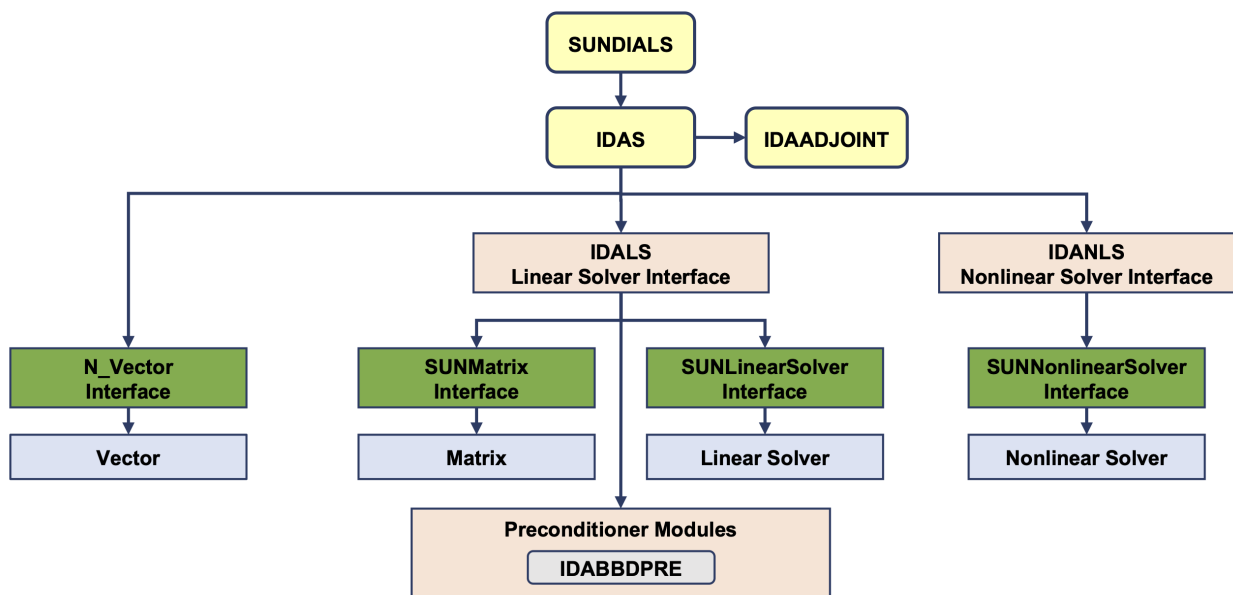 SUNDIALS
IDAS
IDAADJOINT
IDALS
Linear Solver Interface
IDANLS
Nonlinear Solver Interface
N_Vector
Interface
SUNMatrix
Interface
SUNLinearSolver
Interface
SUNNonlinearSolver
Interface
Vector
Matrix
Linear Solver
Nonlinear Solver
Preconditioner Modules
IDABBDPRE